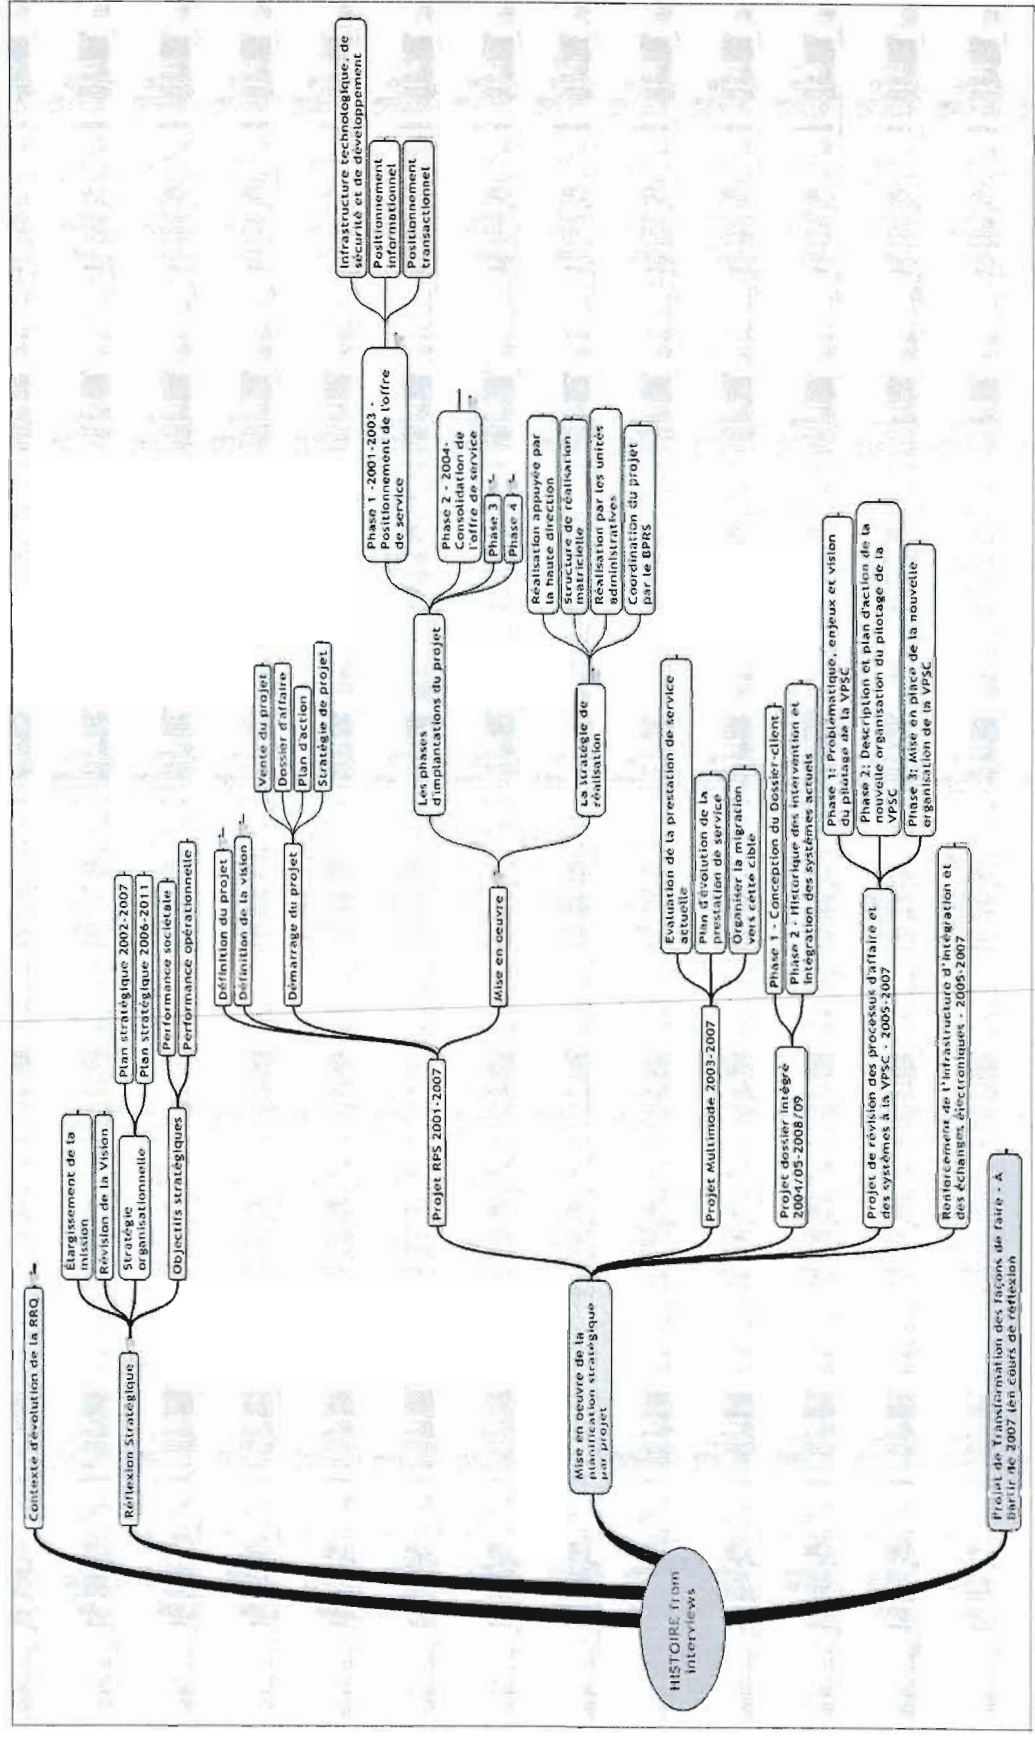 HISTOIRE from
interviews
Contexte d'évolution de la RRQ
Réflexion Stratégique
Élargissement de la
mission
Révision de la Vision
Stratégie
organisationnelle
Plan stratégique 2002-2007
Plan stratégique 2006-2011
Objectifs stratégiques
Performance sociétale
Performance opérationnelle
Mise en oeuvre de la
planification stratégique
par projet
Projet RPS 2001-2007
Définition du projet
Définition de la vision
Démarrage du projet
Vente du projet
Dossier d'affaire
Plan d'action
Stratégie de projet
Mise en oeuvre
Les phases
d'implantations du projet
Phase 1 -2001-2003 -
Positionnement de l'offre
de service
Infrastructure technologique, de
sécurité et de développement
Positionnement
informationnel
Positionnement
transactionnel
Phase 2 - 2004-
Consolidation de
l'offre de service
Phase 3
Phase 4
La stratégie de
réalisation
Réalisation appuyée par
la haute direction
Structure de réalisation
matricielle
Réalisation par les unités
administratives
Coordination du projet
par le BPRS
Projet Multimode 2003-2007
Evaluation de la prestation de service
actuelle
Plan d'évolution de la
prestation de service
Organiser la migration
vers cette cible
Projet dossier Intégré
2004/05-2008/09
Phase 1 - Conception du Dossier-client
Phase 2 - Historique des intervention et
intégration des systèmes actuels
Projet de révision des processus d'affaire et
des systèmes à la VPSC - 2005-2007
Phase 1: Problématique, enjeux et vision
du pilotage de la VPSC
Phase 2: Description et plan d'action de la
nouvelle organisation du pilotage de la
VPSC
Phase 3: Mise en place de la nouvelle
organisation de la VPSC
Renforcement de l'Infrastructure d'intégration et
des échanges électroniques - 2005-2007
Projet de Transformation des façons de faire - À
partir de 2007 (en cours de réflexion